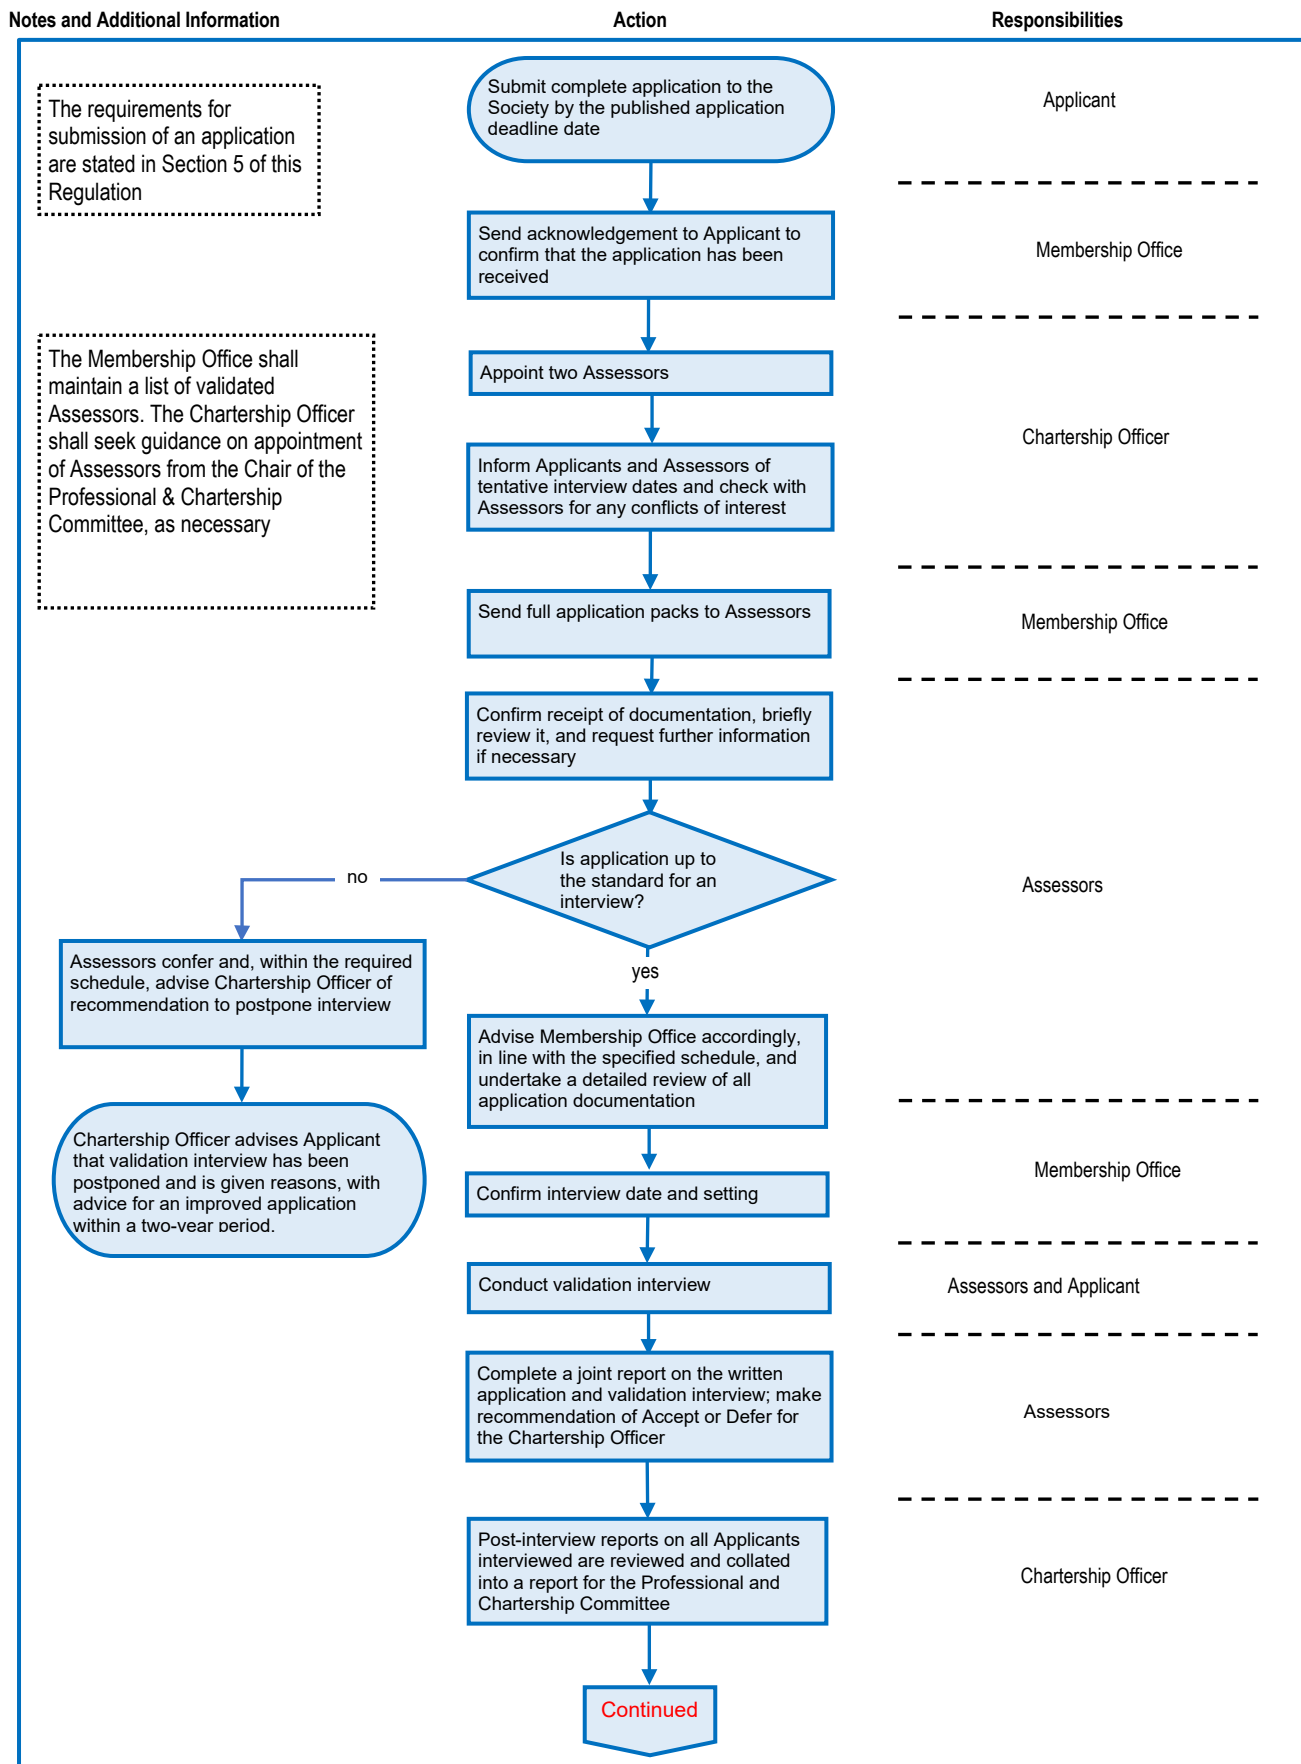 Notes and Additional Information
Action
Responsibilities
Submit complete application to the
Society by the published application
deadline date
Applicant
The requirements for
submission of an application
are stated in Section 5 of this
Regulation
Send acknowledgement to Applicant to
confirm that the application has been
received
Membership Office
The Membership Office shall
maintain a list of validated
Assessors. The Chartership Officer
shall seek guidance on appointment
of Assessors from the Chair of the
Professional & Chartership
Committee, as necessary
Appoint two Assessors
Chartership Officer
Inform Applicants and Assessors of
tentative interview dates and check with
Assessors for any conflicts of interest
Send full application packs to Assessors
Membership Office
Confirm receipt of documentation, briefly
review it, and request further information
if necessary
Is application up to
the standard for an
interview?
Assessors
no
Assessors confer and, within the required
schedule, advise Chartership Officer of
recommendation to postpone interview
yes
Advise Membership Office accordingly,
in line with the specified schedule, and
undertake a detailed review of all
application documentation
Chartership Officer advises Applicant
that validation interview has been
postponed and is given reasons, with
advice for an improved application
within a two-year period.
Confirm interview date and setting
Membership Office
Conduct validation interview
Assessors and Applicant
Complete a joint report on the written
application and validation interview; make
recommendation of Accept or Defer for
the Chartership Officer
Assessors
Post-interview reports on all Applicants
interviewed are reviewed and collated
into a report for the Professional and
Chartership Committee
Chartership Officer
Continued